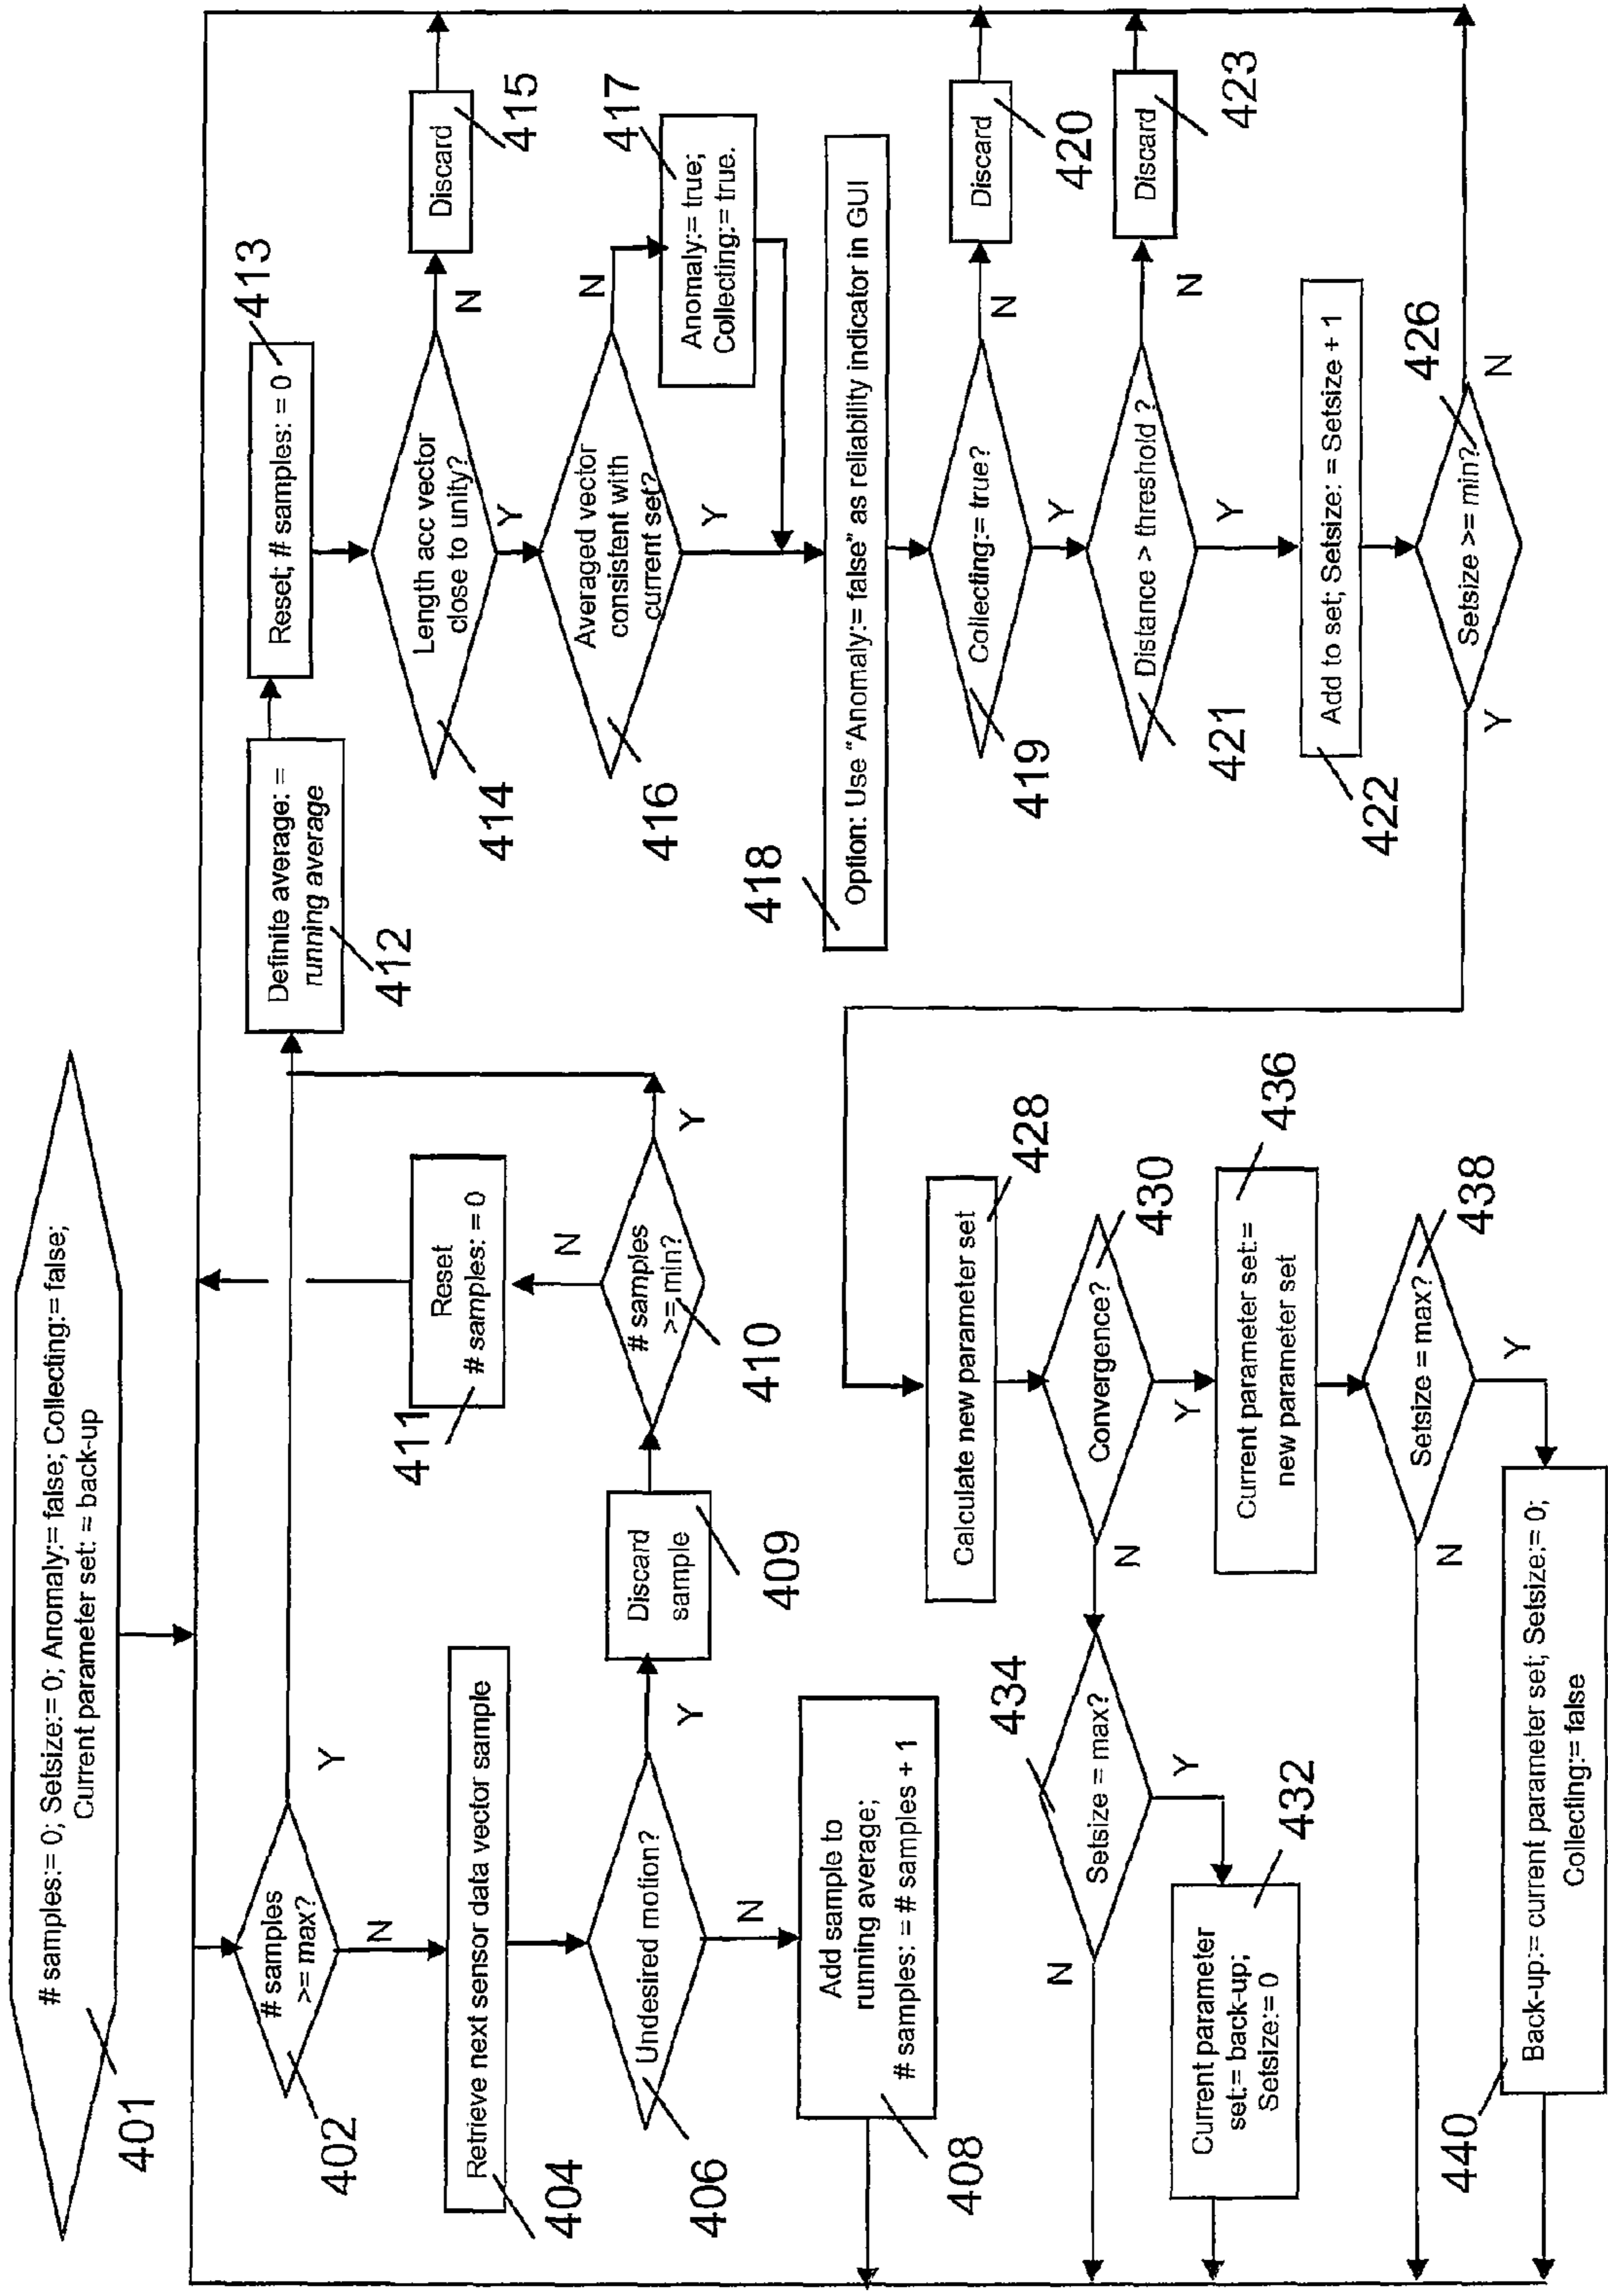 # samples:= 0; Setsize:= 0; Anomaly:= false; Collecting:= false;
Current parameter set: = back-up
401
# samples
>= max?
402
Y
N
Retrieve next sensor data vector sample
404
Undesired motion?
406
Y
N
Add sample to
running average;
# samples: = # samples + 1
408
Discard
sample
409
# samples
>= min?
410
N
Y
Reset
# samples: = 0
411
Definite average: =
running average
412
Reset; # samples: = 0
413
Length acc vector
close to unity?
414
N
Y
Discard
415
Averaged vector
consistent with
current set?
416
N
Y
Anomaly:= true;
Collecting:= true.
417
Option: Use "Anomaly:= false" as reliability indicator in GUI
418
Collecting:= true?
419
N
Y
Discard
420
Distance > threshold ?
421
N
Y
Discard
423
Add to set; Setsize: = Setsize + 1
422
Setsize >= min?
426
Y
N
Calculate new parameter set
428
Convergence?
430
N
Y
Setsize = max?
434
N
Y
Current parameter
set:= back-up;
Setsize:= 0
432
Current parameter set:=
new parameter set
436
Setsize = max?
438
N
Y
Back-up:= current parameter set; Setsize:= 0;
Collecting:= false
440